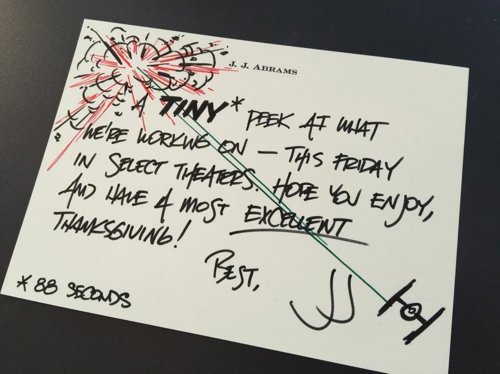 J. J. ABRAMS
A TINY* PEEK AT WHAT
WE'RE WORKING ON — THIS FRIDAY
IN SELECT THEATERS. HOPE YOU ENJOY,
AND HAVE A MOST EXCELLENT
THANKSGIVING!
BEST,
JJ
*88 SECONDS